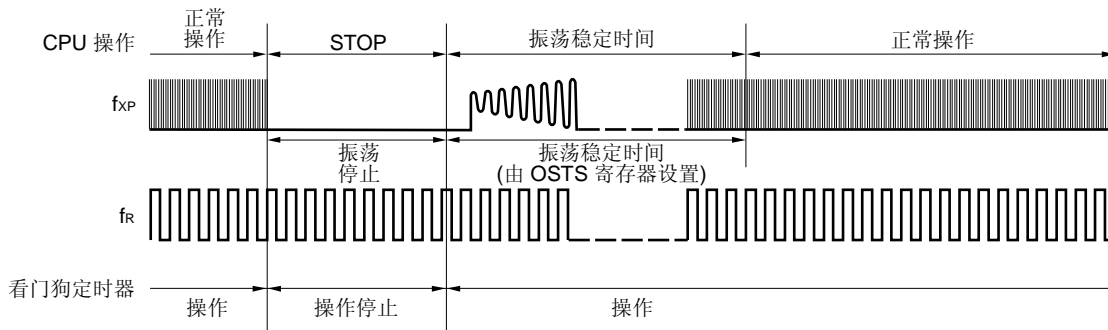 正常
操作
CPU 操作
STOP
振荡稳定时间
正常操作
fXP
振荡
停止
振荡稳定时间
(由 OSTS 寄存器设置)
fR
看门狗定时器
操作
操作停止
操作